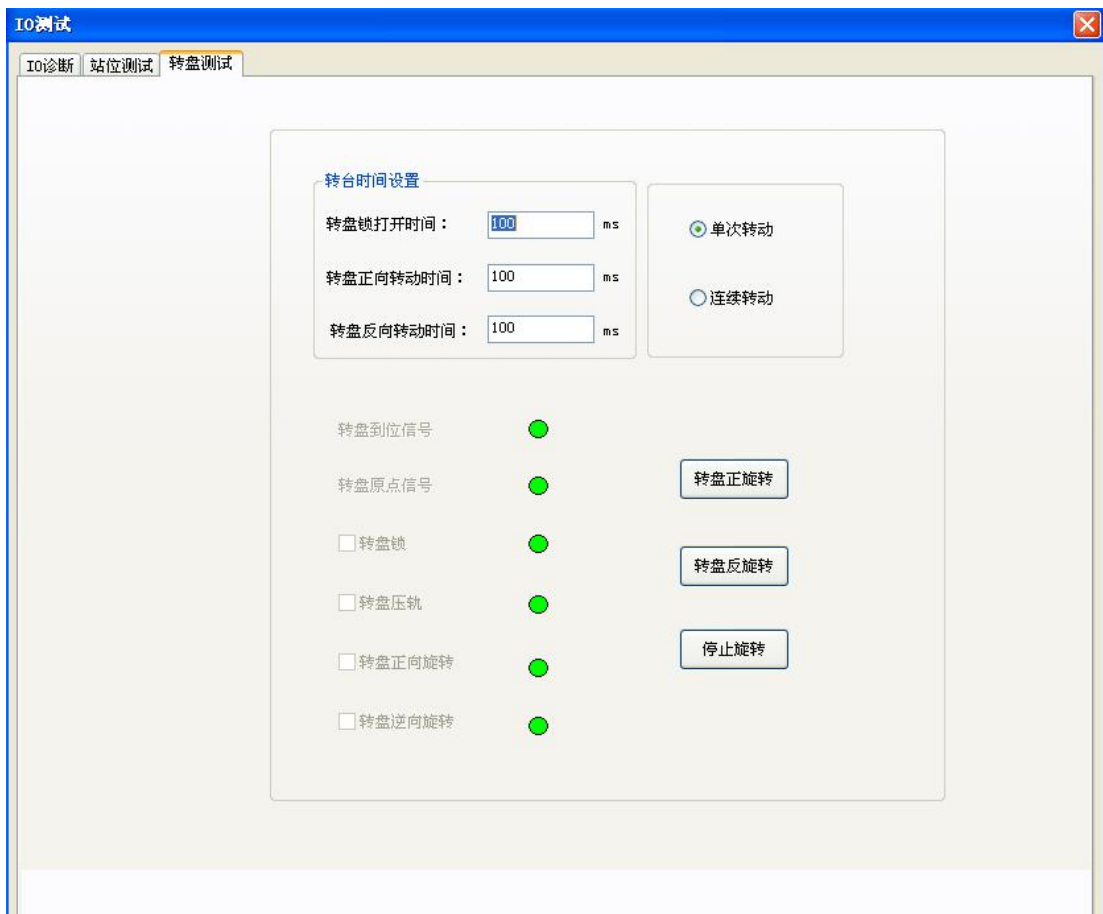 IO测试
IO诊断 站位测试 转盘测试
转台时间设置
转盘锁打开时间： 100 ms
单次转动
转盘正向转动时间： 100 ms
连续转动
转盘反向转动时间： 100 ms
转盘到位信号
转盘原点信号
转盘正旋转
转盘锁
转盘反旋转
转盘压轨
停止旋转
转盘正向旋转
转盘逆向旋转